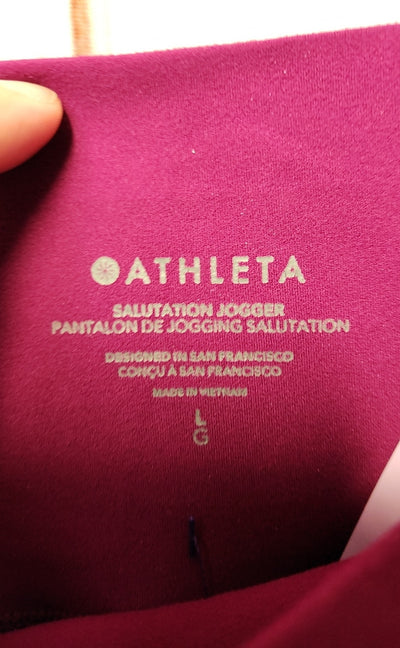 ATHLETA
SALUTATION JOGGER
PANTALON DE JOGGING SALUTATION
DESIGNED IN SAN FRANCISCO
CONÇU À SAN FRANCISCO
MADE IN VIETNAM
L
G